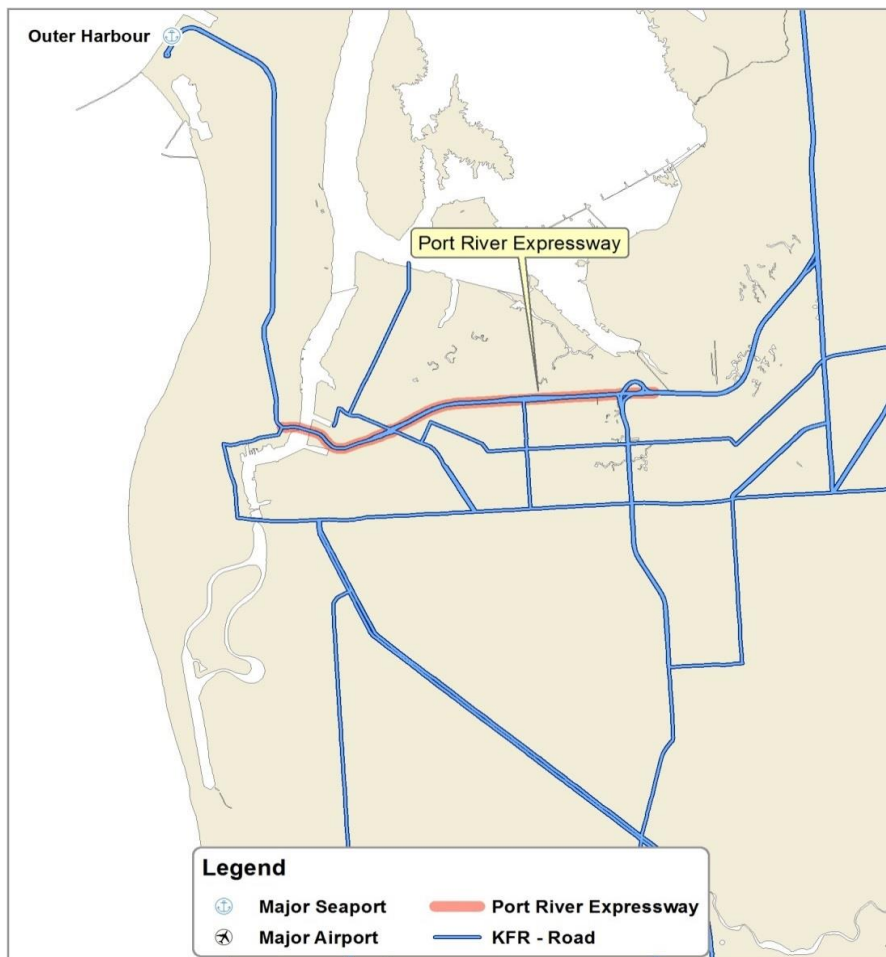 Outer Harbour
Port River Expressway
Legend
Major Seaport
Port River Expressway
Major Airport
KFR - Road